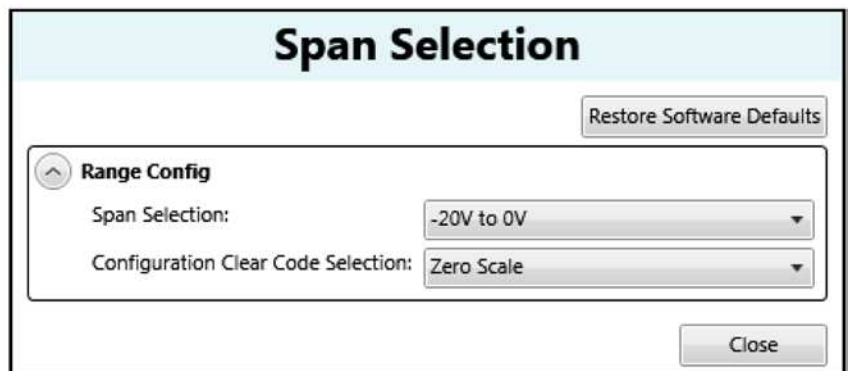 Span Selection
Restore Software Defaults
Range Config
Span Selection: -20V to 0V
Configuration Clear Code Selection: Zero Scale
Close